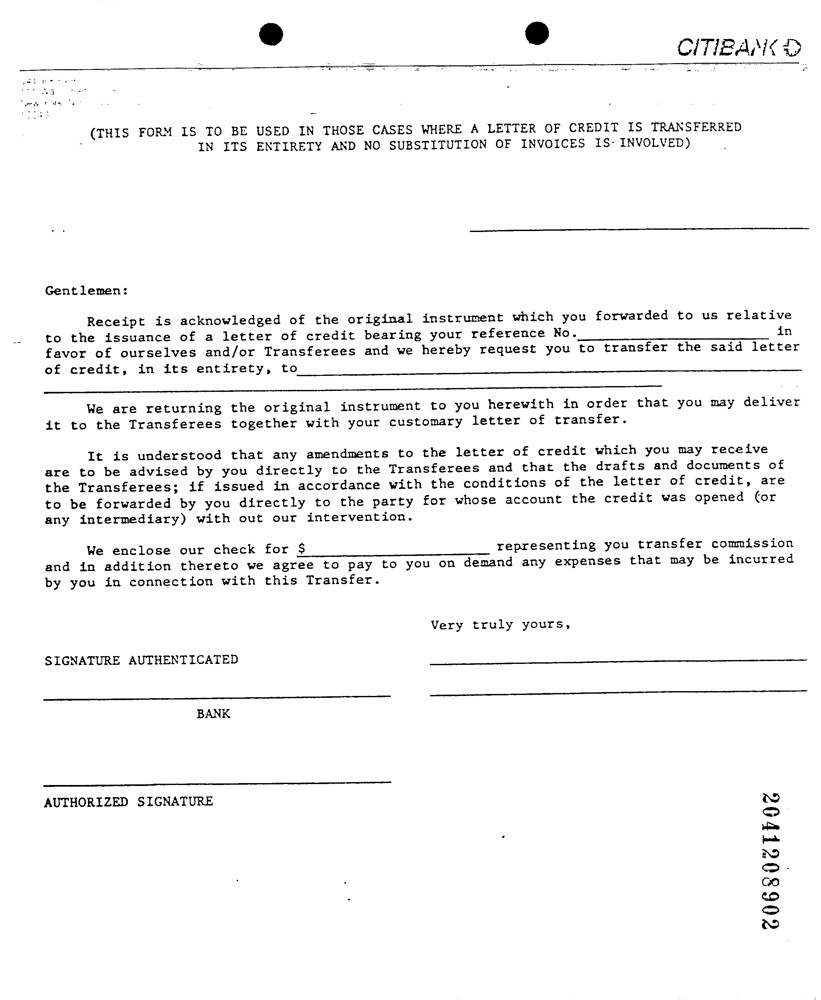 CITIBANK
(THIS FORM IS TO BE USED IN THOSE CASES WHERE A LETTER OF CREDIT IS TRANSFERRED
IN ITS ENTIRETY AND NO SUBSTITUTION OF INVOICES IS INVOLVED)
Gentlemen:
Receipt is acknowledged of the original instrument which you forwarded to us relative
to the issuance of a letter of credit bearing your reference No. in
favor of ourselves and/or Transferees and we hereby request you to transfer the said letter
of credit, in its entirety, to
We are returning the original instrument to you herewith in order that you may deliver
it to the Transferees together with your customary letter of transfer.
It is understood that any amendments to the letter of credit which you may receive
are to be advised by you directly to the Transferees and that the drafts and documents of
the Transferees; if issued in accordance with the conditions of the letter of credit, are
to be forwarded by you directly to the party for whose account the credit was opened (or
any intermediary) with out our intervention.
We enclose our check for $ representing you transfer commission
and in addition thereto we agree to pay to you on demand any expenses that may be incurred
by you in connection with this Transfer.
Very truly yours,
SIGNATURE AUTHENTICATED
BANK
AUTHORIZED SIGNATURE
2041208902